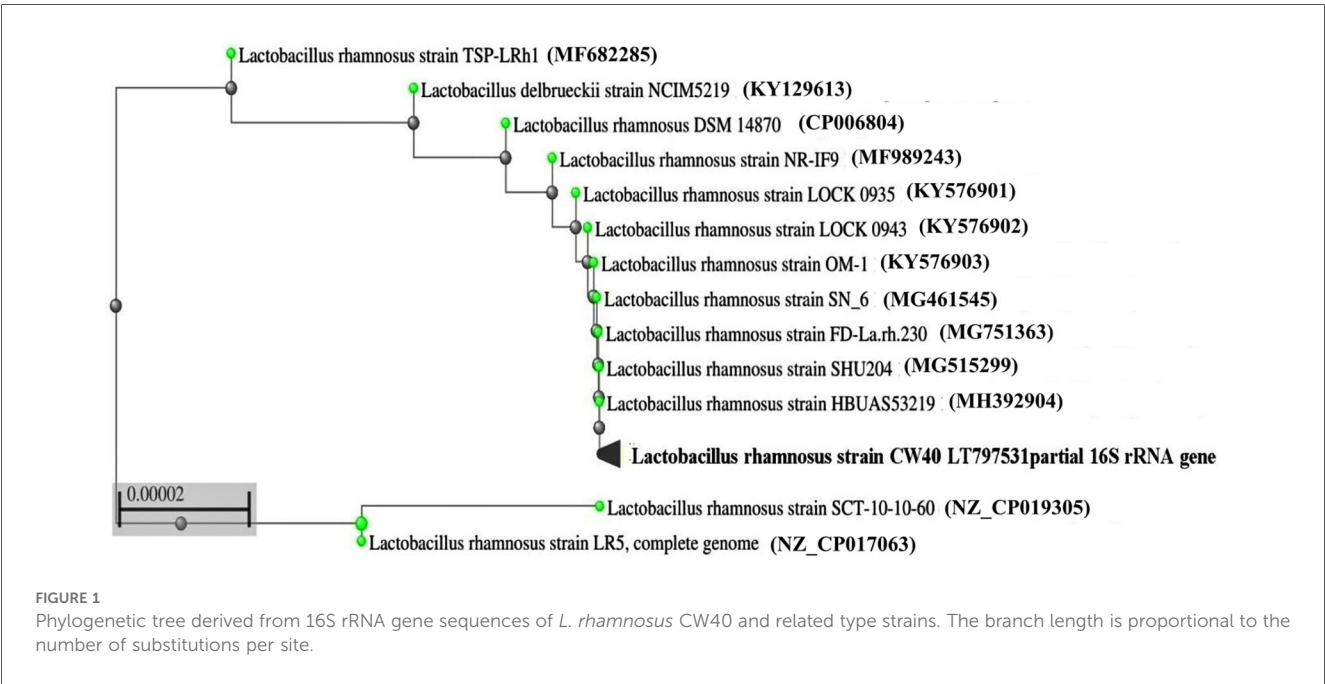 Lactobacillus rhamnosus strain TSP-LRh1 (MF682285)
Lactobacillus delbrueckii strain NCIM5219 (KY129613)
Lactobacillus rhamnosus DSM 14870 (CP006804)
Lactobacillus rhamnosus strain NR-IF9 (MF989243)
Lactobacillus rhamnosus strain LOCK 0935 (KY576901)
Lactobacillus rhamnosus strain LOCK 0943 (KY576902)
Lactobacillus rhamnosus strain OM-1 (KY576903)
Lactobacillus rhamnosus strain SN_6 (MG461545)
Lactobacillus rhamnosus strain FD-La.rh.230 (MG751363)
Lactobacillus rhamnosus strain SHU204 (MG515299)
Lactobacillus rhamnosus strain HBUAS53219 (MH392904)
Lactobacillus rhamnosus strain CW40 LT797531partial 16S rRNA gene
0.00002
Lactobacillus rhamnosus strain SCT-10-10-60 (NZ_CP019305)
Lactobacillus rhamnosus strain LR5, complete genome (NZ_CP017063)
FIGURE 1
Phylogenetic tree derived from 16S rRNA gene sequences of L. rhamnosus CW40 and related type strains. The branch length is proportional to the
number of substitutions per site.